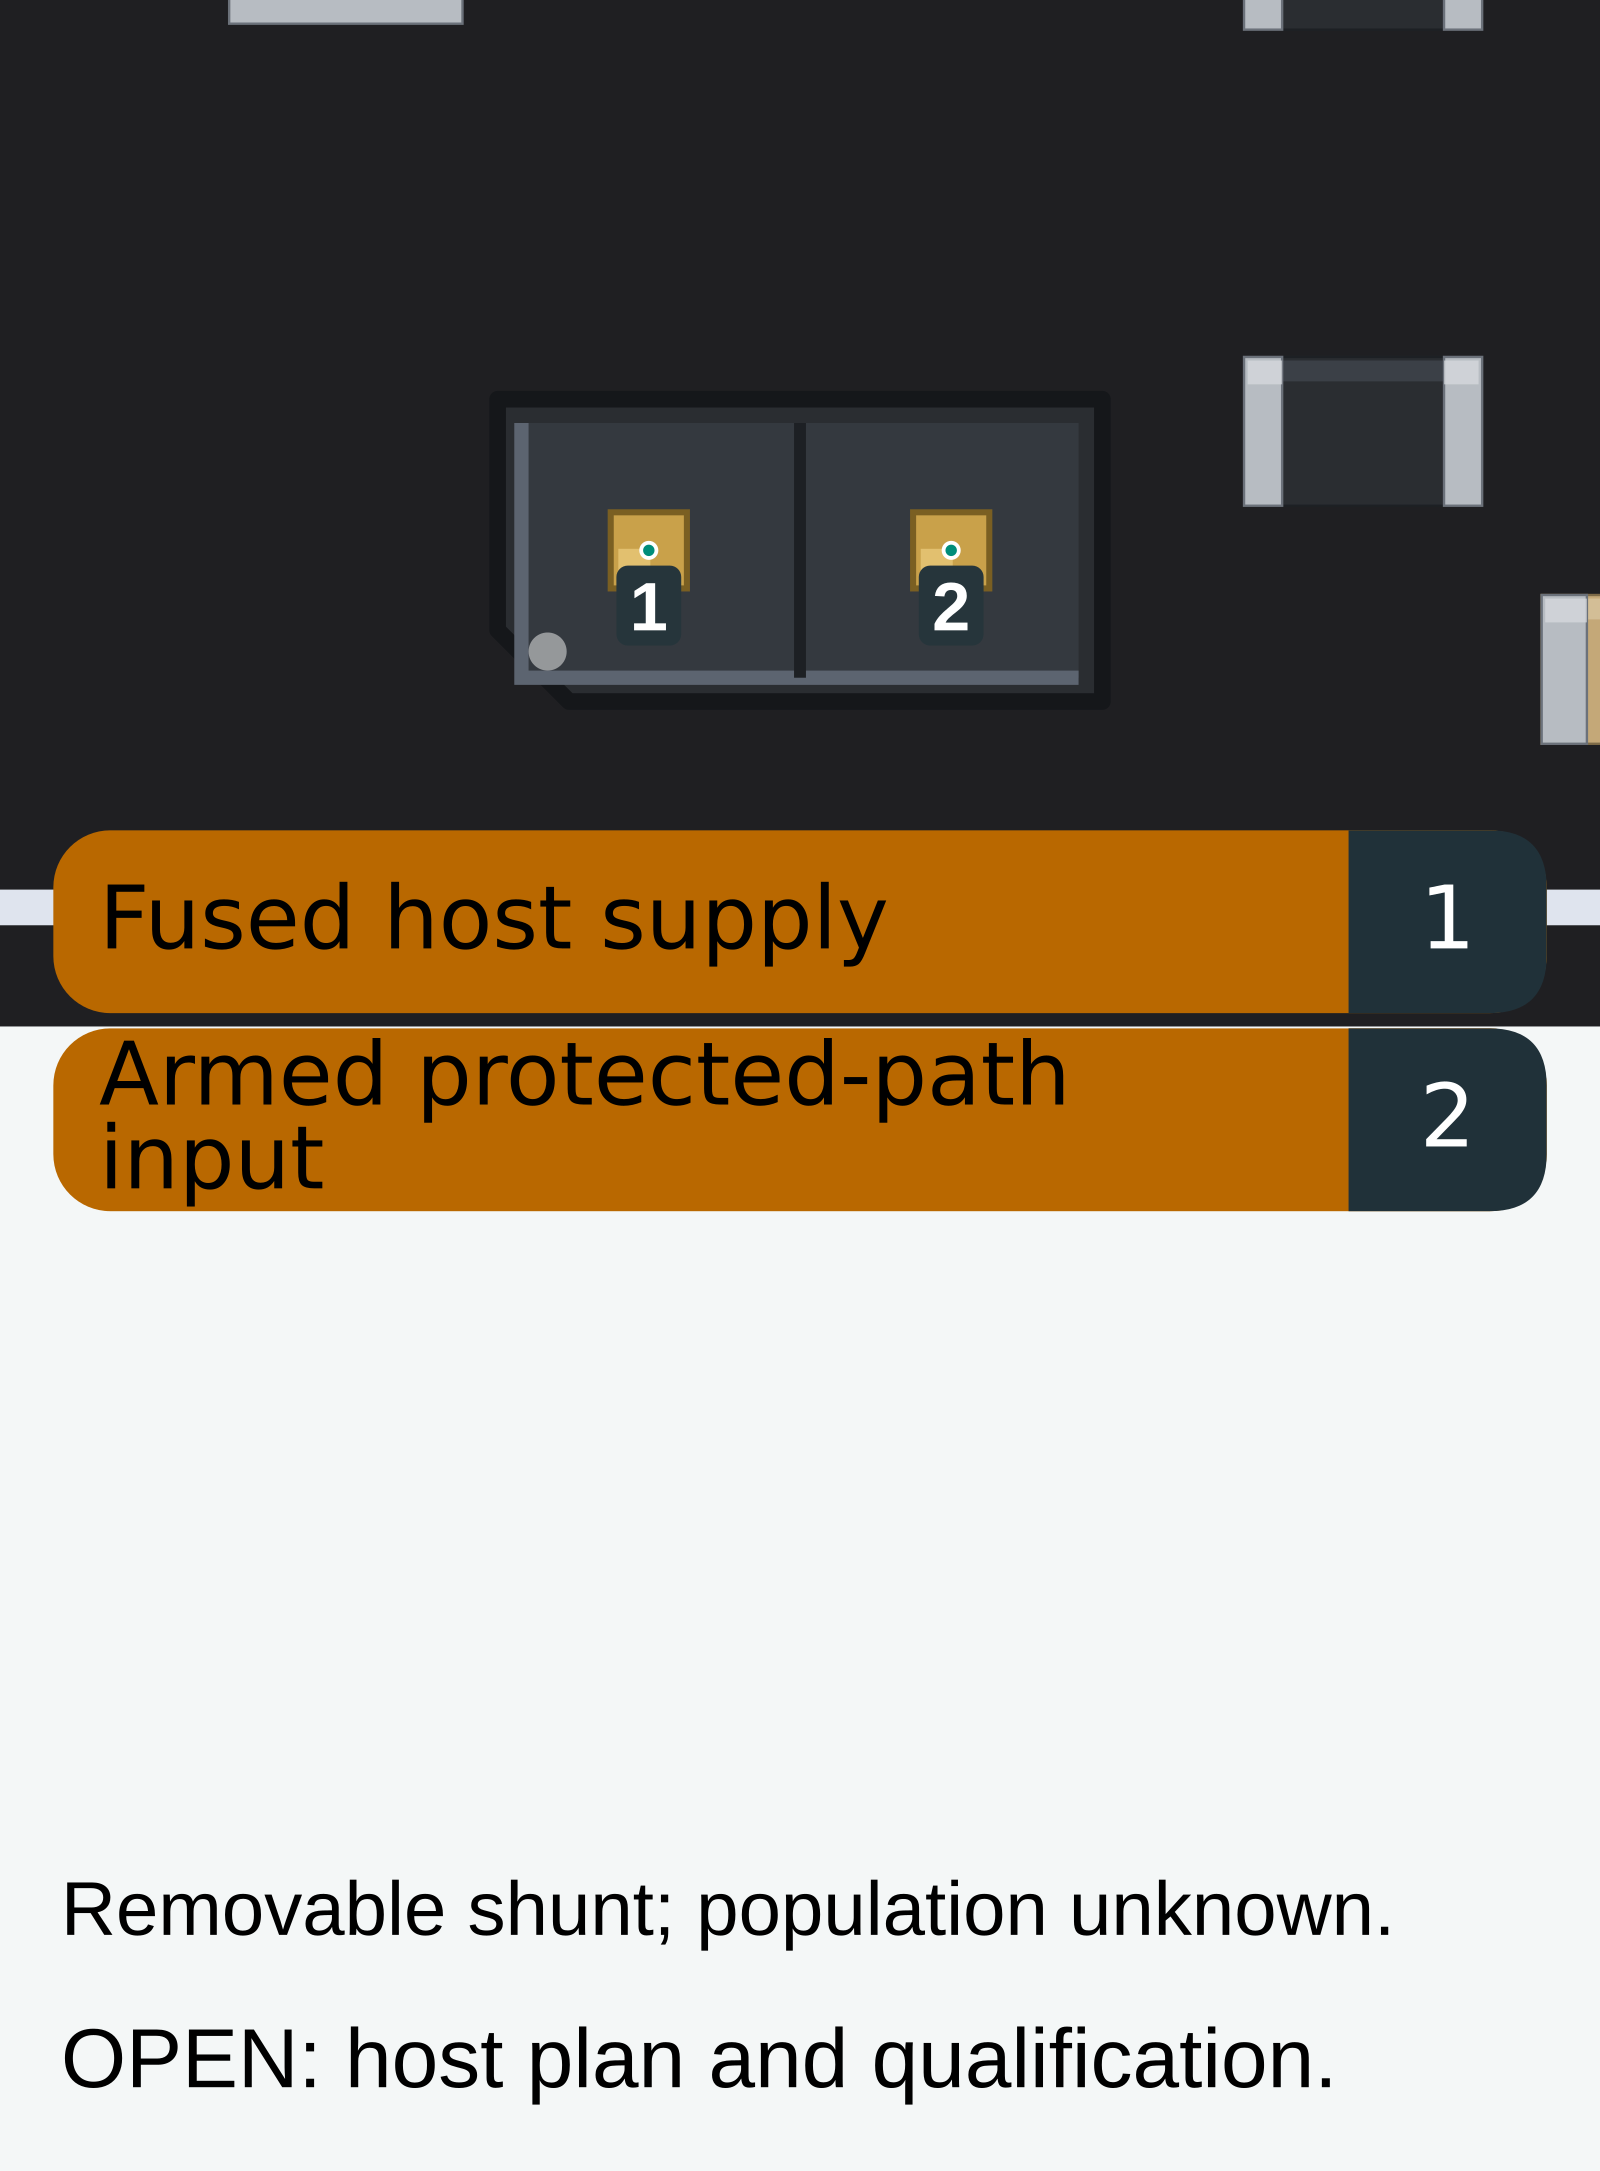 1 2
Fused host supply 1
Armed protected-path
input 2
Removable shunt; population unknown.
OPEN: host plan and qualification.